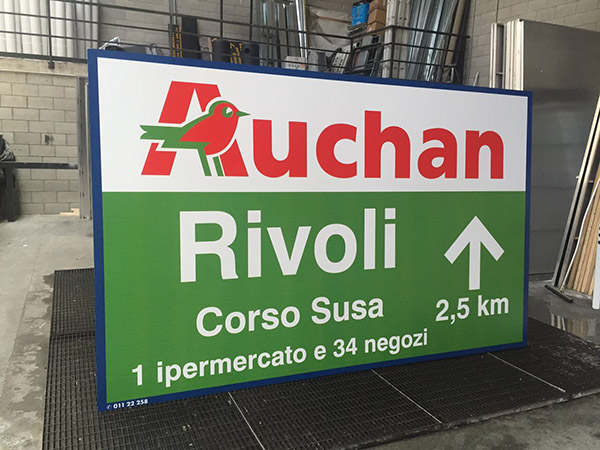 Auchan
Rivoli
Corso Susa
2,5 km
1 ipermercato e 34 negozi
✆ 011 22 258